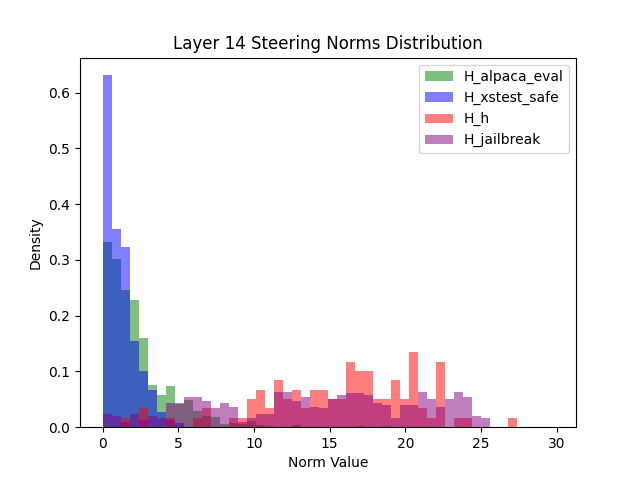 Layer 14 Steering Norms Distribution
H_alpaca_eval
H_xstest_safe
H_h
H_jailbreak
Density
0.6
0.5
0.4
0.3
0.2
0.1
0.0
0 5 10 15 20 25 30
Norm Value